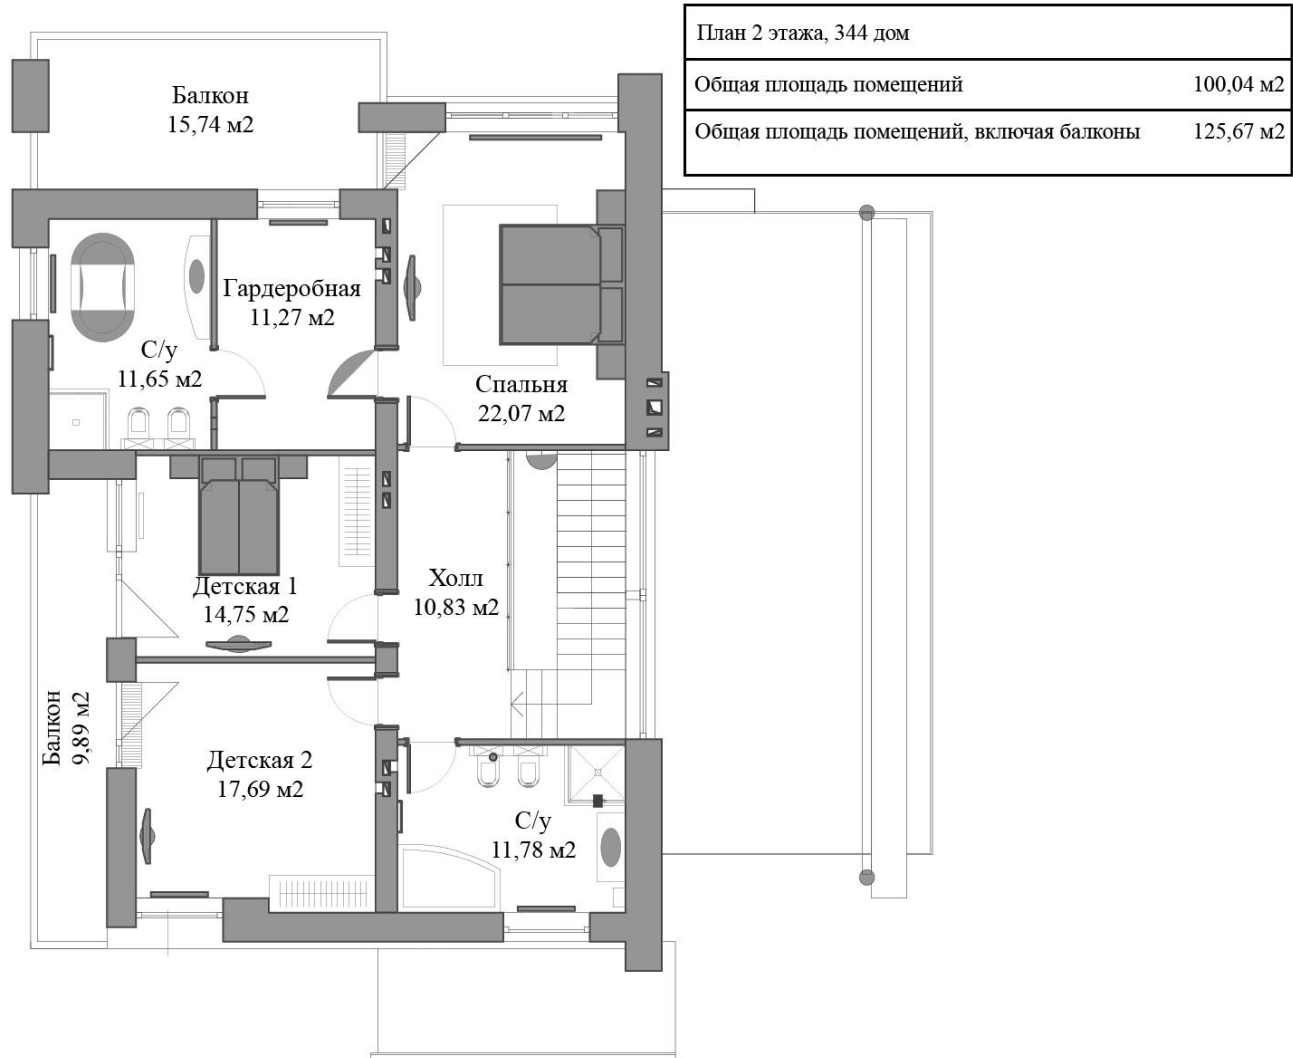 План 2 этажа, 344 дом
Общая площадь помещений 100,04 м2
Общая площадь помещений, включая балконы 125,67 м2
Балкон
15,74 м2
Гардеробная
11,27 м2
С/у
11,65 м2
Спальня
22,07 м2
Детская 1
14,75 м2
Холл
10,83 м2
Балкон
9,89 м2
Детская 2
17,69 м2
С/у
11,78 м2